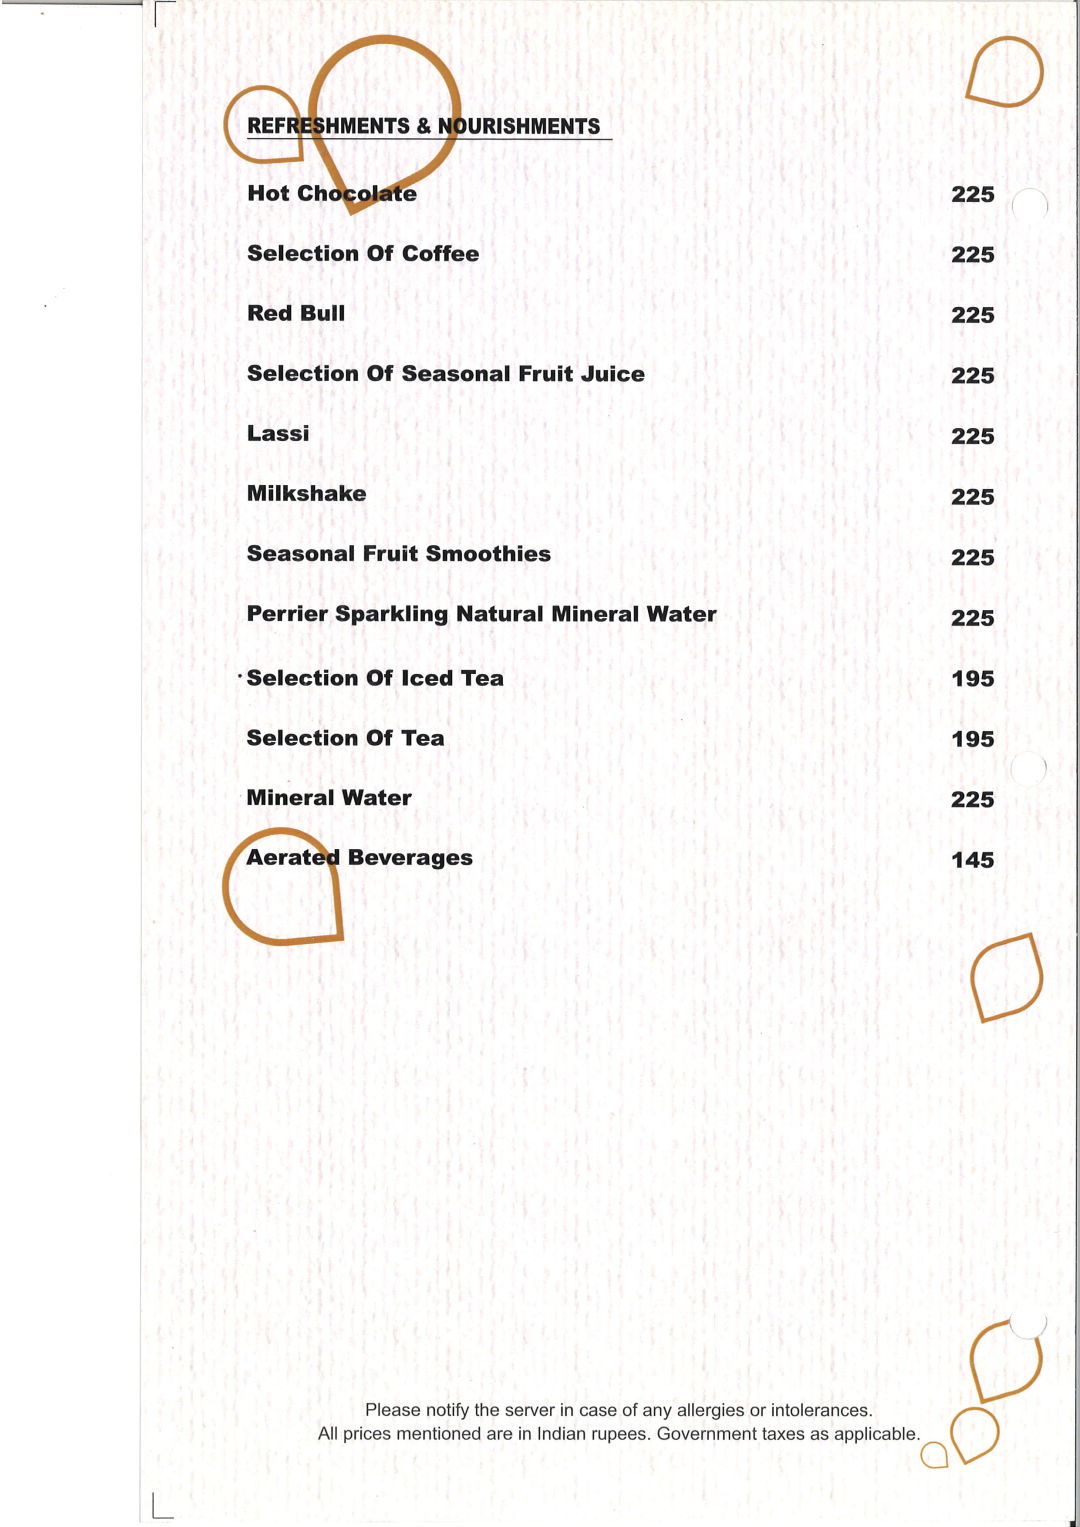 REFRESHMENTS & NOURISHMENTS
Hot Chocolate 225
Selection Of Coffee 225
Red Bull 225
Selection Of Seasonal Fruit Juice 225
Lassi 225
Milkshake 225
Seasonal Fruit Smoothies 225
Perrier Sparkling Natural Mineral Water 225
Selection Of Iced Tea 195
Selection Of Tea 195
Mineral Water 225
Aerated Beverages 145
Please notify the server in case of any allergies or intolerances.
All prices mentioned are in Indian rupees. Government taxes as applicable.